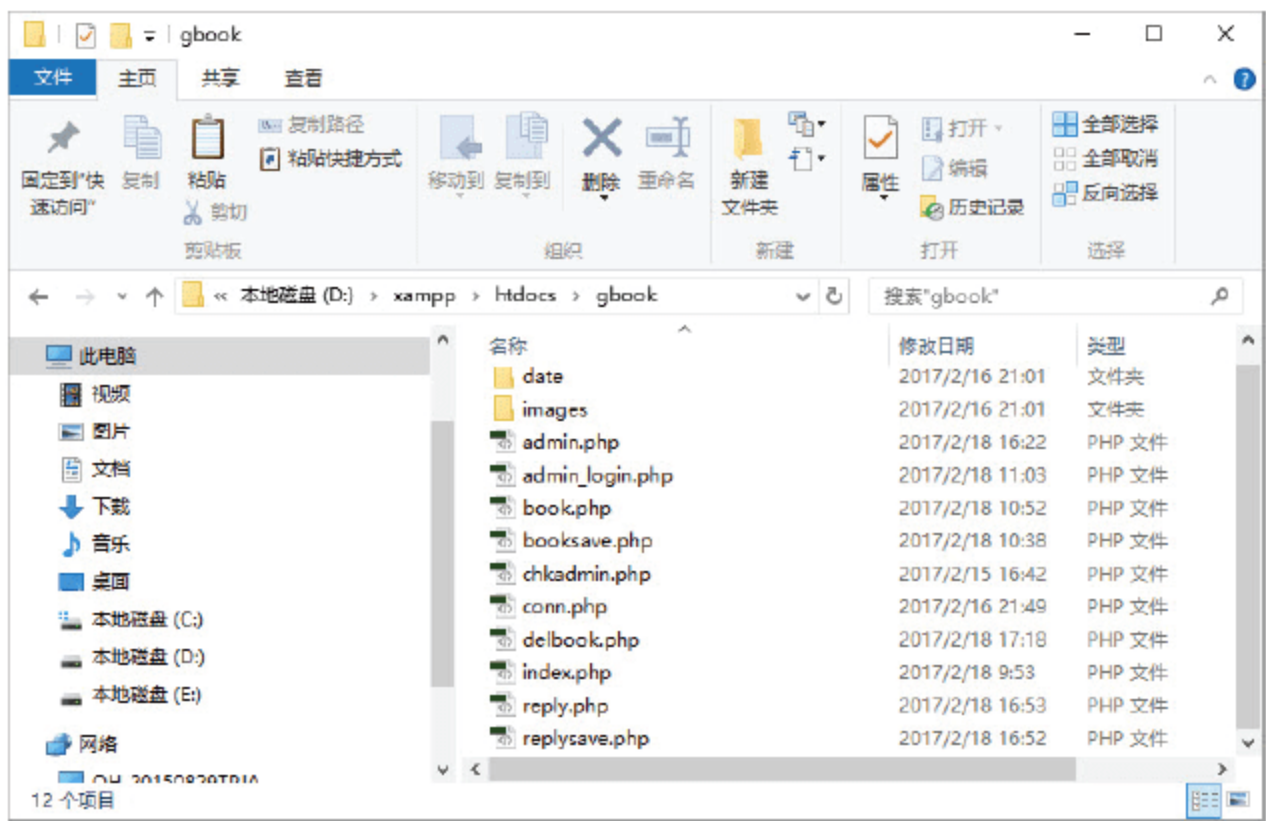 gbook
文件 主页 共享 查看
固定到"快速访问" 复制 粘贴 复制路径 粘贴快捷方式 剪切
移动到 复制到 删除 重命名 新建文件夹
属性 打开 编辑 历史记录
全部选择 全部取消 反向选择
剪贴板 组织 新建 打开 选择
« 本地磁盘 (D:) › xampp › htdocs › gbook 搜索"gbook"
此电脑
视频
图片
文档
下载
音乐
桌面
本地磁盘 (C:)
本地磁盘 (D:)
本地磁盘 (E:)
网络
名称 修改日期 类型
date 2017/2/16 21:01 文件夹
images 2017/2/16 21:01 文件夹
admin.php 2017/2/18 16:22 PHP 文件
admin_login.php 2017/2/18 11:03 PHP 文件
book.php 2017/2/18 10:52 PHP 文件
booksave.php 2017/2/18 10:38 PHP 文件
chkadmin.php 2017/2/15 16:42 PHP 文件
conn.php 2017/2/16 21:49 PHP 文件
delbook.php 2017/2/18 17:18 PHP 文件
index.php 2017/2/18 9:53 PHP 文件
reply.php 2017/2/18 16:53 PHP 文件
replysave.php 2017/2/18 16:52 PHP 文件
12 个项目